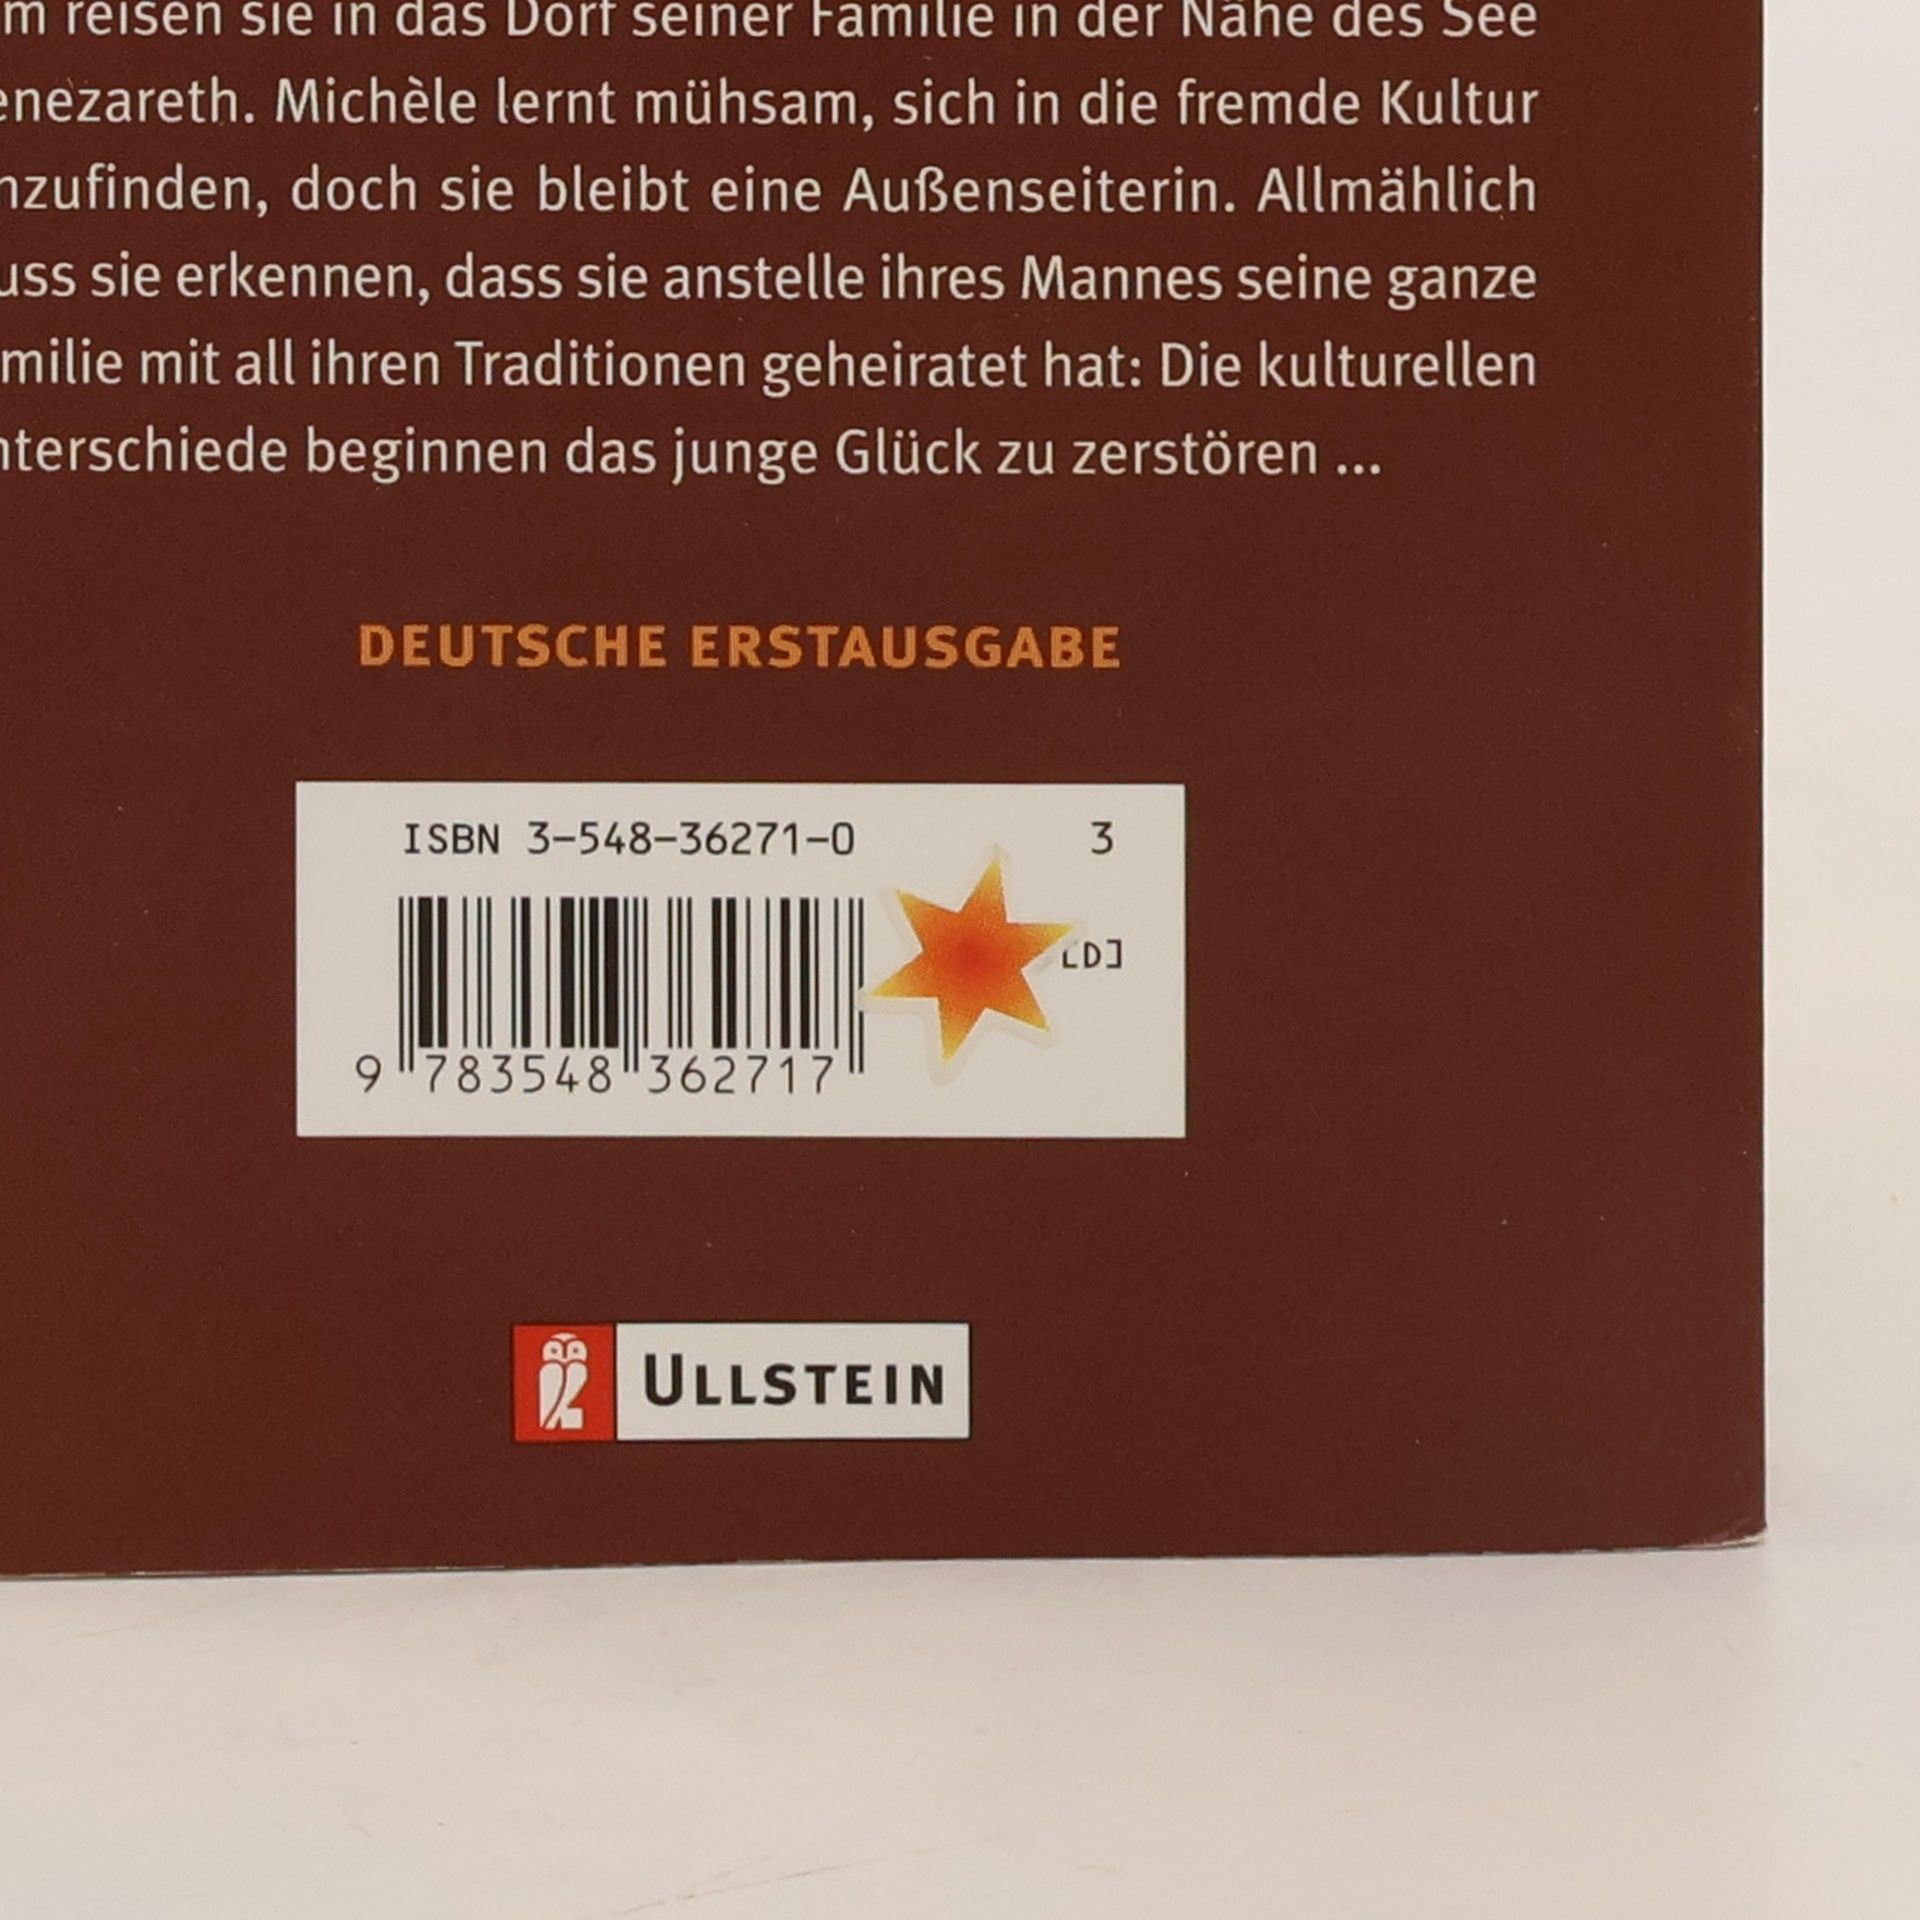 m reisen sie in das Dorf seiner Familie in der Nähe des See
enezareth. Michèle lernt mühsam, sich in die fremde Kultur
nzufinden, doch sie bleibt eine Außenseiterin. Allmählich
uss sie erkennen, dass sie anstelle ihres Mannes seine ganze
milie mit all ihren Traditionen geheiratet hat: Die kulturellen
nterschiede beginnen das junge Glück zu zerstören ...
DEUTSCHE ERSTAUSGABE
ISBN 3-548-36271-0 3
[D]
9 783548 362717
ULLSTEIN